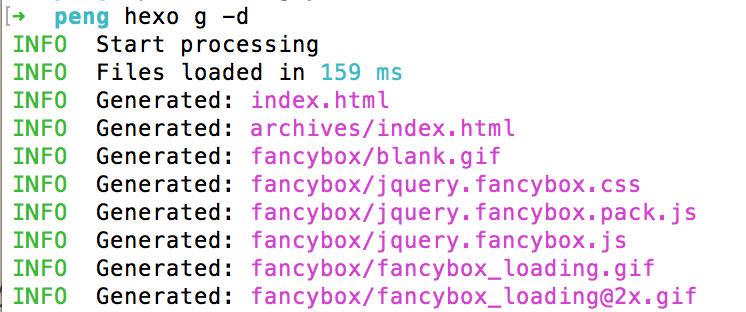 [➜  peng hexo g -d
INFO  Start processing
INFO  Files loaded in 159 ms
INFO  Generated: index.html
INFO  Generated: archives/index.html
INFO  Generated: fancybox/blank.gif
INFO  Generated: fancybox/jquery.fancybox.css
INFO  Generated: fancybox/jquery.fancybox.pack.js
INFO  Generated: fancybox/jquery.fancybox.js
INFO  Generated: fancybox/fancybox_loading.gif
INFO  Generated: fancybox/fancybox_loading@2x.gif